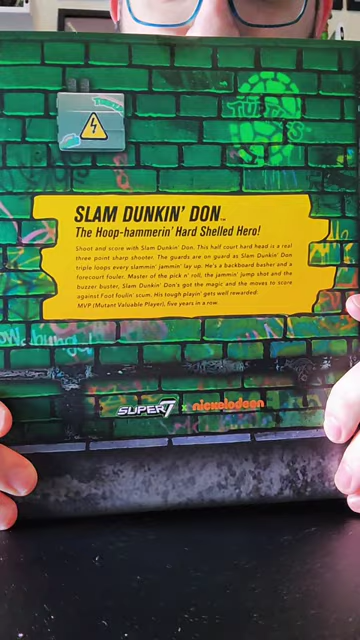 TURTLES
SLAM DUNKIN' DON™
The Hoop-hammerin' Hard Shelled Hero!
Shoot and score with Slam Dunkin' Don. This half court hard head is a real
three point sharp shooter. The guards are on guard as Slam Dunkin' Don
triple loops every slammin' jammin' lay up. He's a backboard basher and a
forecourt fouler. Master of the pick n' roll, the jammin' jump shot and the
buzzer buster, Slam Dunkin' Don's got the magic and the moves to score
against Foot foulin' scum. His tough playin' gets well rewarded:
MVP (Mutant Valuable Player), five years in a row.
SUPER7 x nickelodeon